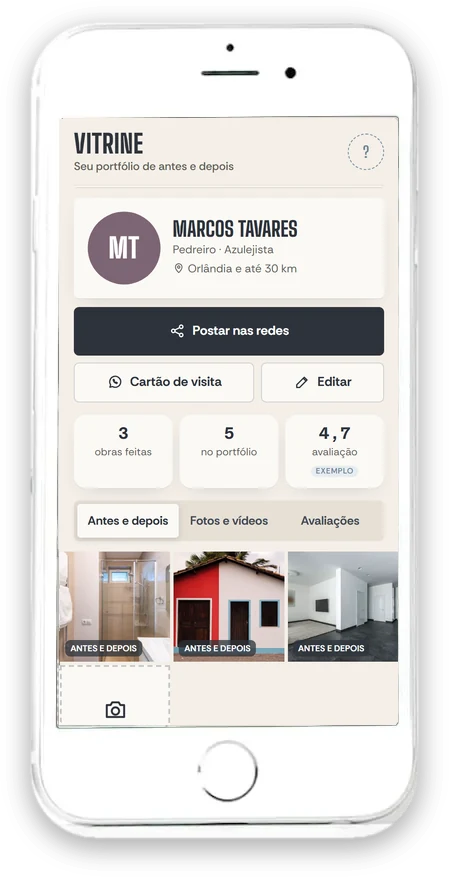 VITRINE
Seu portfólio de antes e depois
?
MT
MARCOS TAVARES
Pedreiro · Azulejista
Orlândia e até 30 km
Postar nas redes
Cartão de visita
Editar
3
obras feitas
5
no portfólio
4,7
avaliação
EXEMPLO
Antes e depois
Fotos e vídeos
Avaliações
ANTES E DEPOIS
ANTES E DEPOIS
ANTES E DEPOIS